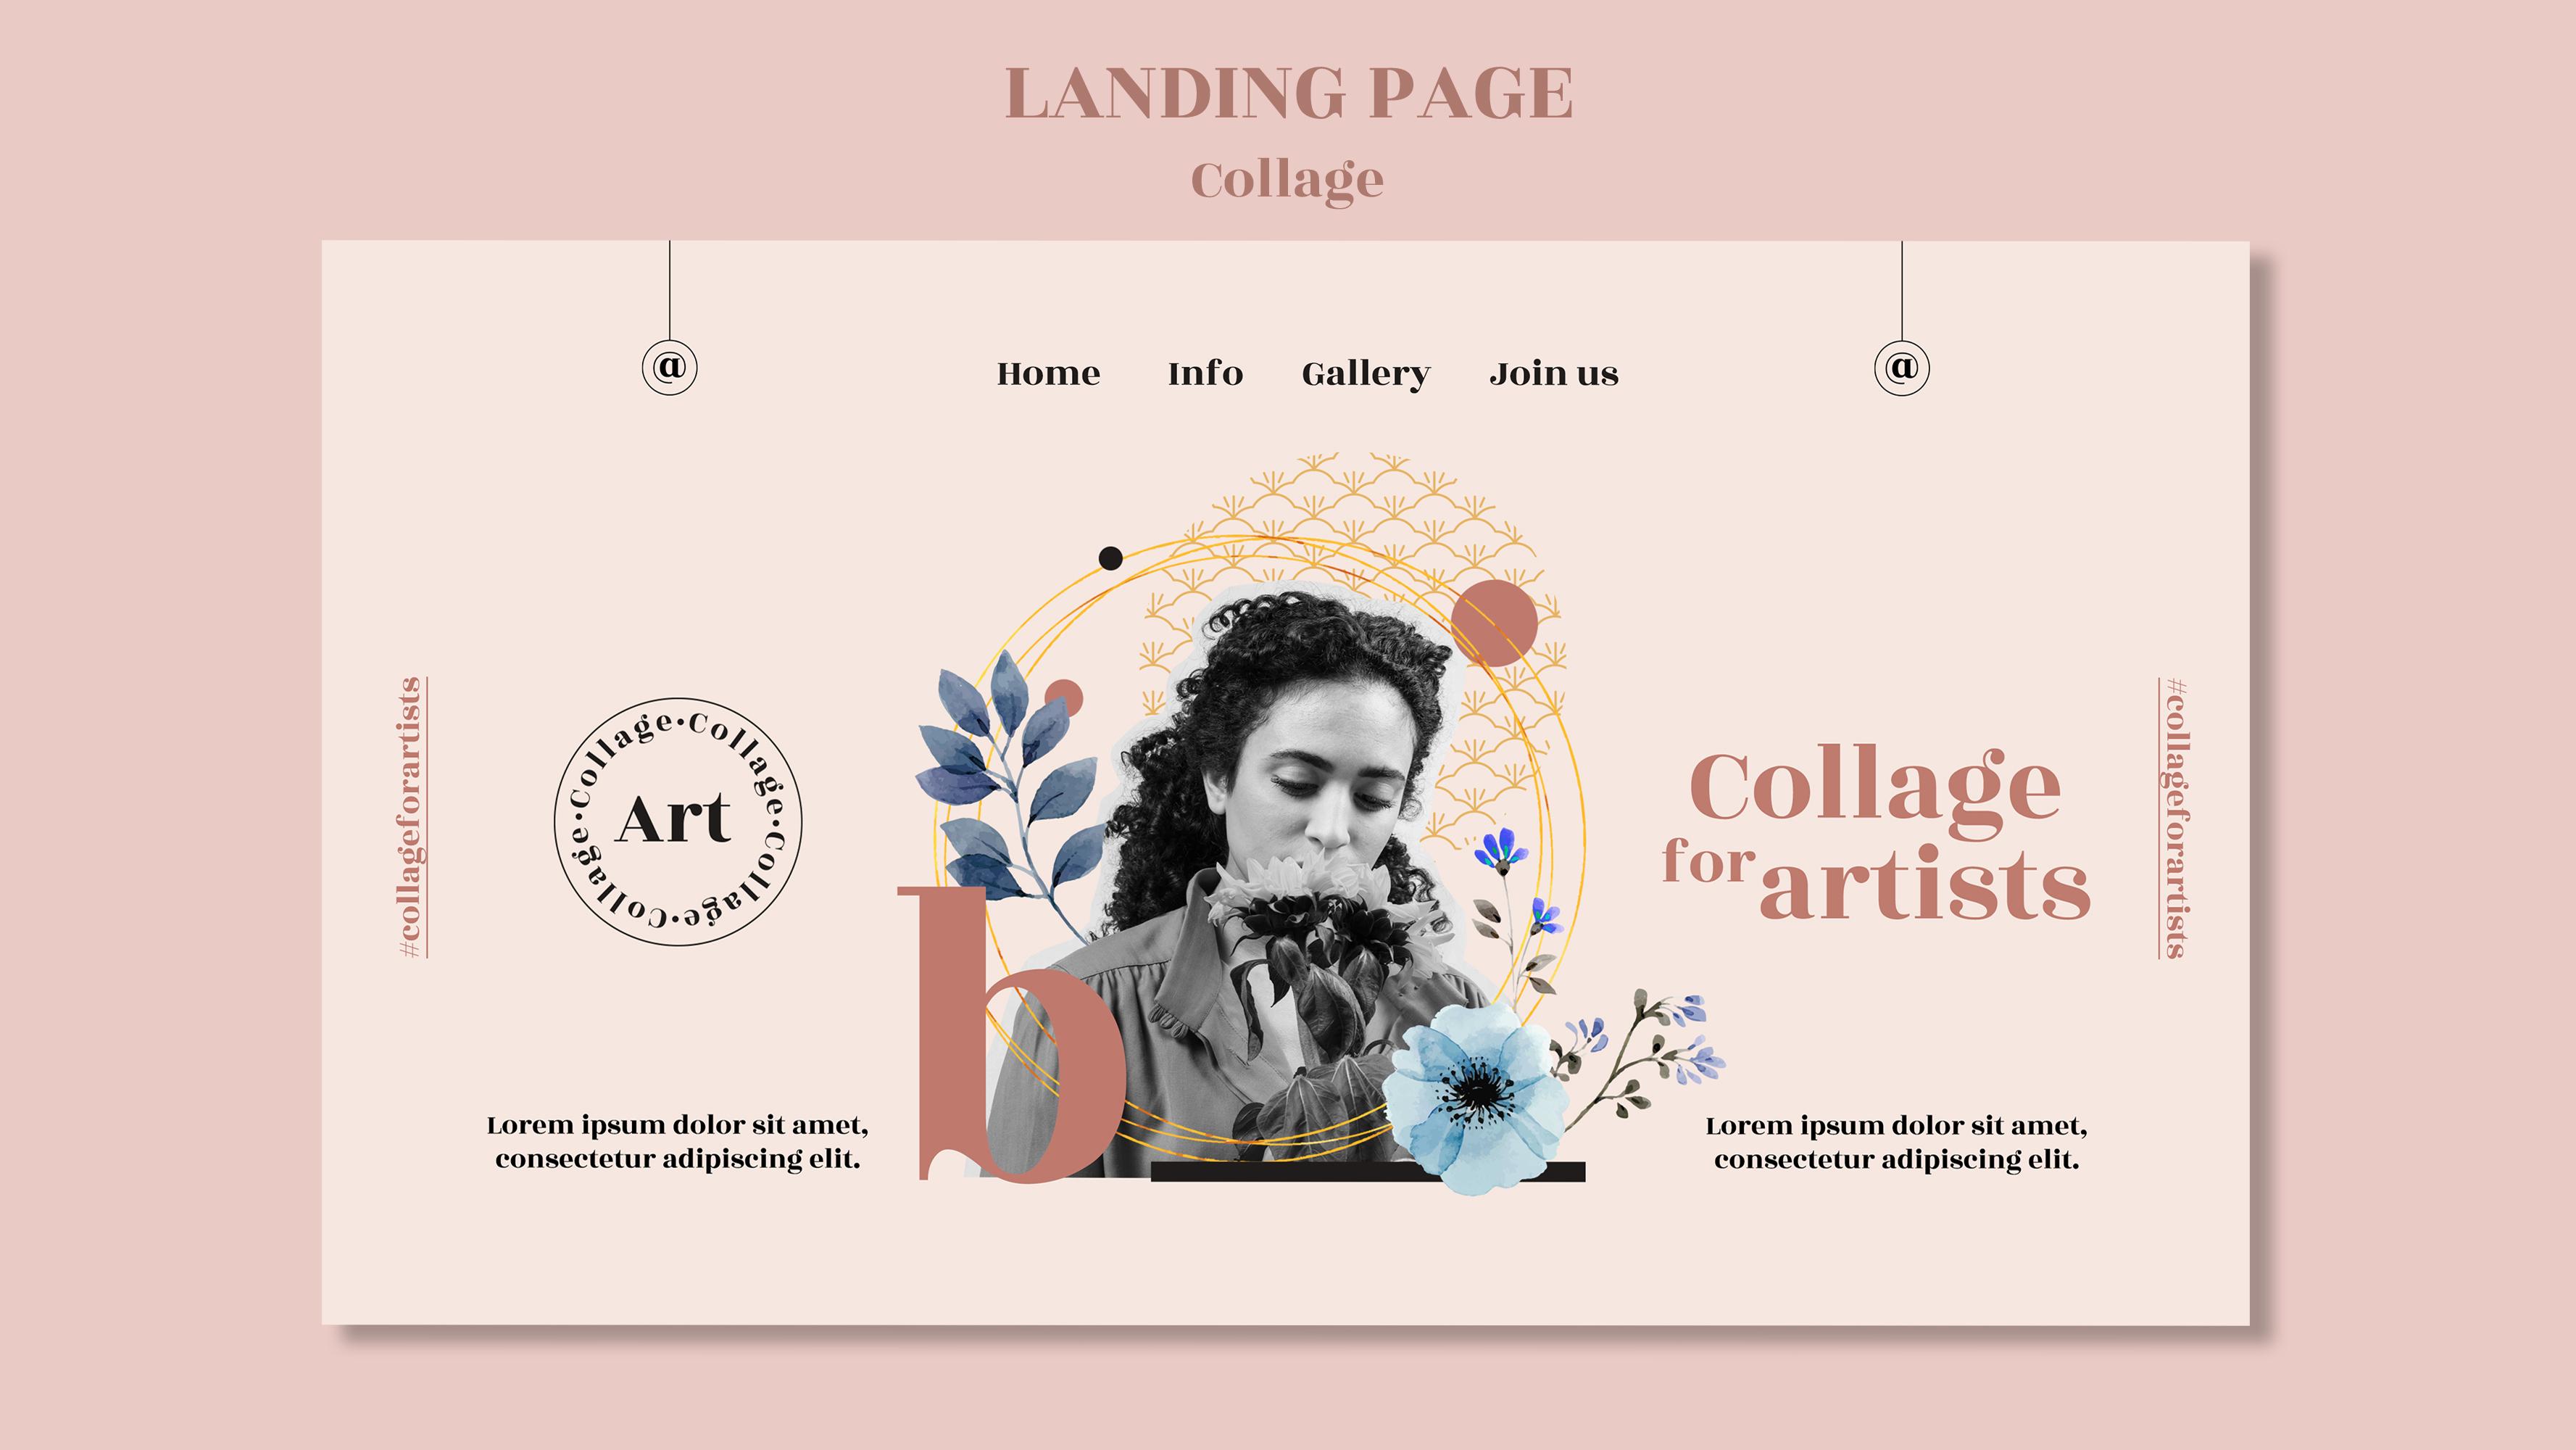 LANDING PAGE
Collage
@
@
Home Info Gallery Join us
#collageforartists
Collage•Collage•Collage•Collage•Collage•
Art
Collage
for artists
#collageforartists
Lorem ipsum dolor sit amet,
consectetur adipiscing elit.
b
Lorem ipsum dolor sit amet,
consectetur adipiscing elit.